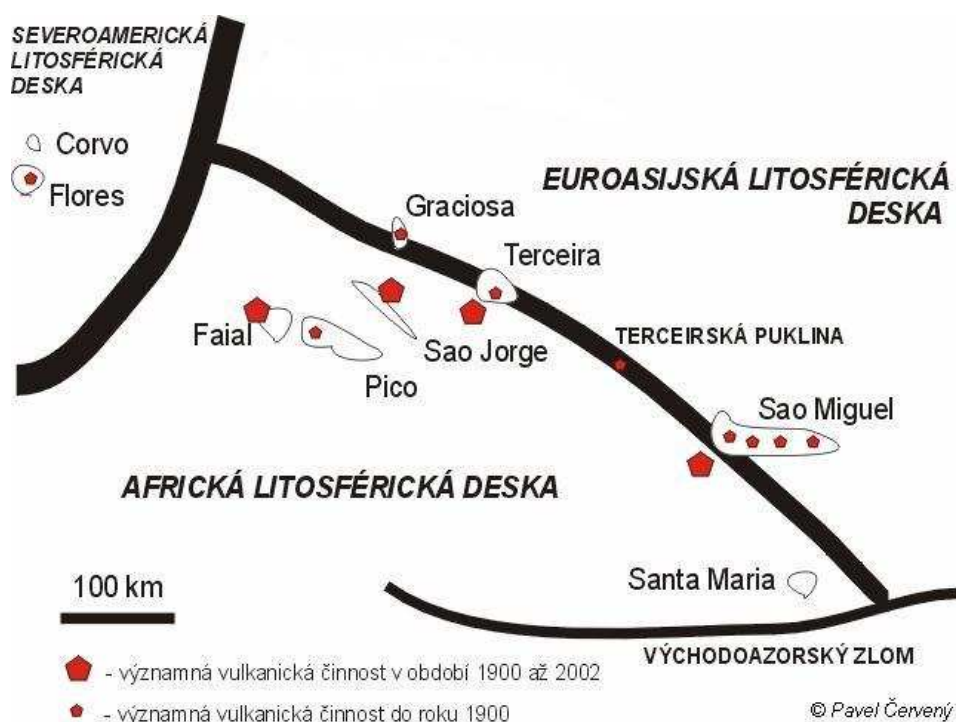 SEVEROAMERICKÁ
LITOSFÉRICKÁ
DESKA
Corvo
Flores
EUROASIJSKÁ LITOSFÉRICKÁ
DESKA
Graciosa
Terceira
Faial
Sao Jorge
TERCEIRSKÁ PUKLINA
Pico
Sao Miguel
AFRICKÁ LITOSFÉRICKÁ DESKA
Santa Maria
100 km
VÝCHODOAZORSKÝ ZLOM
- významná vulkanická činnost v období 1900 až 2002
- významná vulkanická činnost do roku 1900
© Pavel Červený